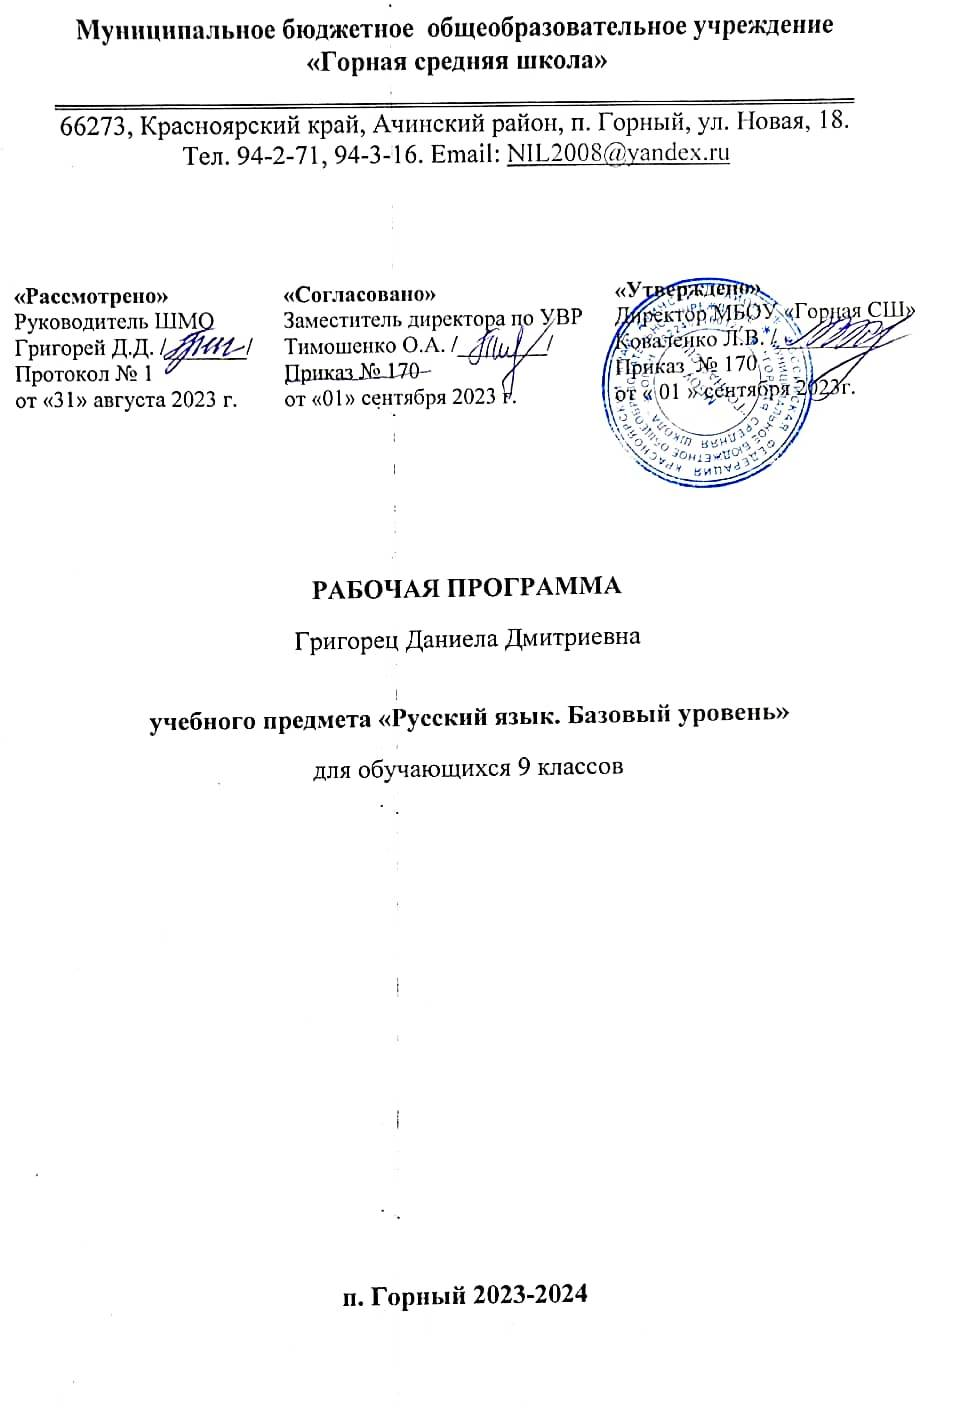 Муниципальное бюджетное общеобразовательное учреждение
«Горная средняя школа»
66273, Красноярский край, Ачинский район, п. Горный, ул. Новая, 18.
Тел. 94-2-71, 94-3-16. Email: NIL2008@yandex.ru
«Рассмотрено»
Руководитель ШМО
Григорей Д.Д. /_______/
Протокол № 1
от «31» августа 2023 г.
«Согласовано»
Заместитель директора по УВР
Тимошенко О.А. /________/
Приказ № 170
от «01» сентября 2023 г.
«Утверждено»
Директор МБОУ «Горная СШ»
Коваленко Л.В. /
Приказ № 170
от « 01 » сентября 2023г.
РАБОЧАЯ ПРОГРАММА
Григорец Даниела Дмитриевна
учебного предмета «Русский язык. Базовый уровень»
для обучающихся 9 классов
п. Горный 2023-2024